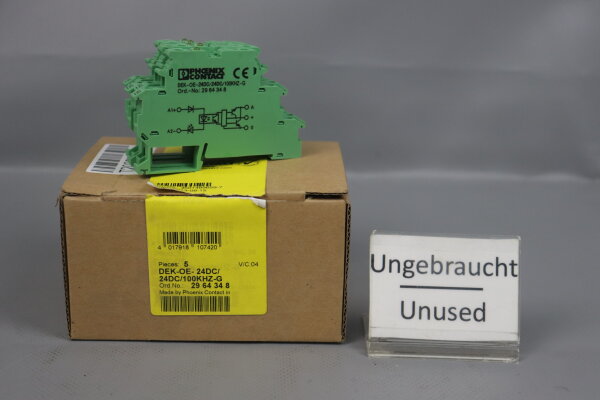 PHŒNIX
CONTACT
CE
DEK-OE-24DC/24DC/100KHZ-G
Ord.-No: 29 64 34 8
A1+
A
+
A2-
0
4 017918 107420
Pieces: 5
V/C.04
DEK-OE- 24DC/
24DC/100KHZ-G
Ord.No.: 29 64 34 8
Made by Phoenix Contact in
Ungebraucht
Unused